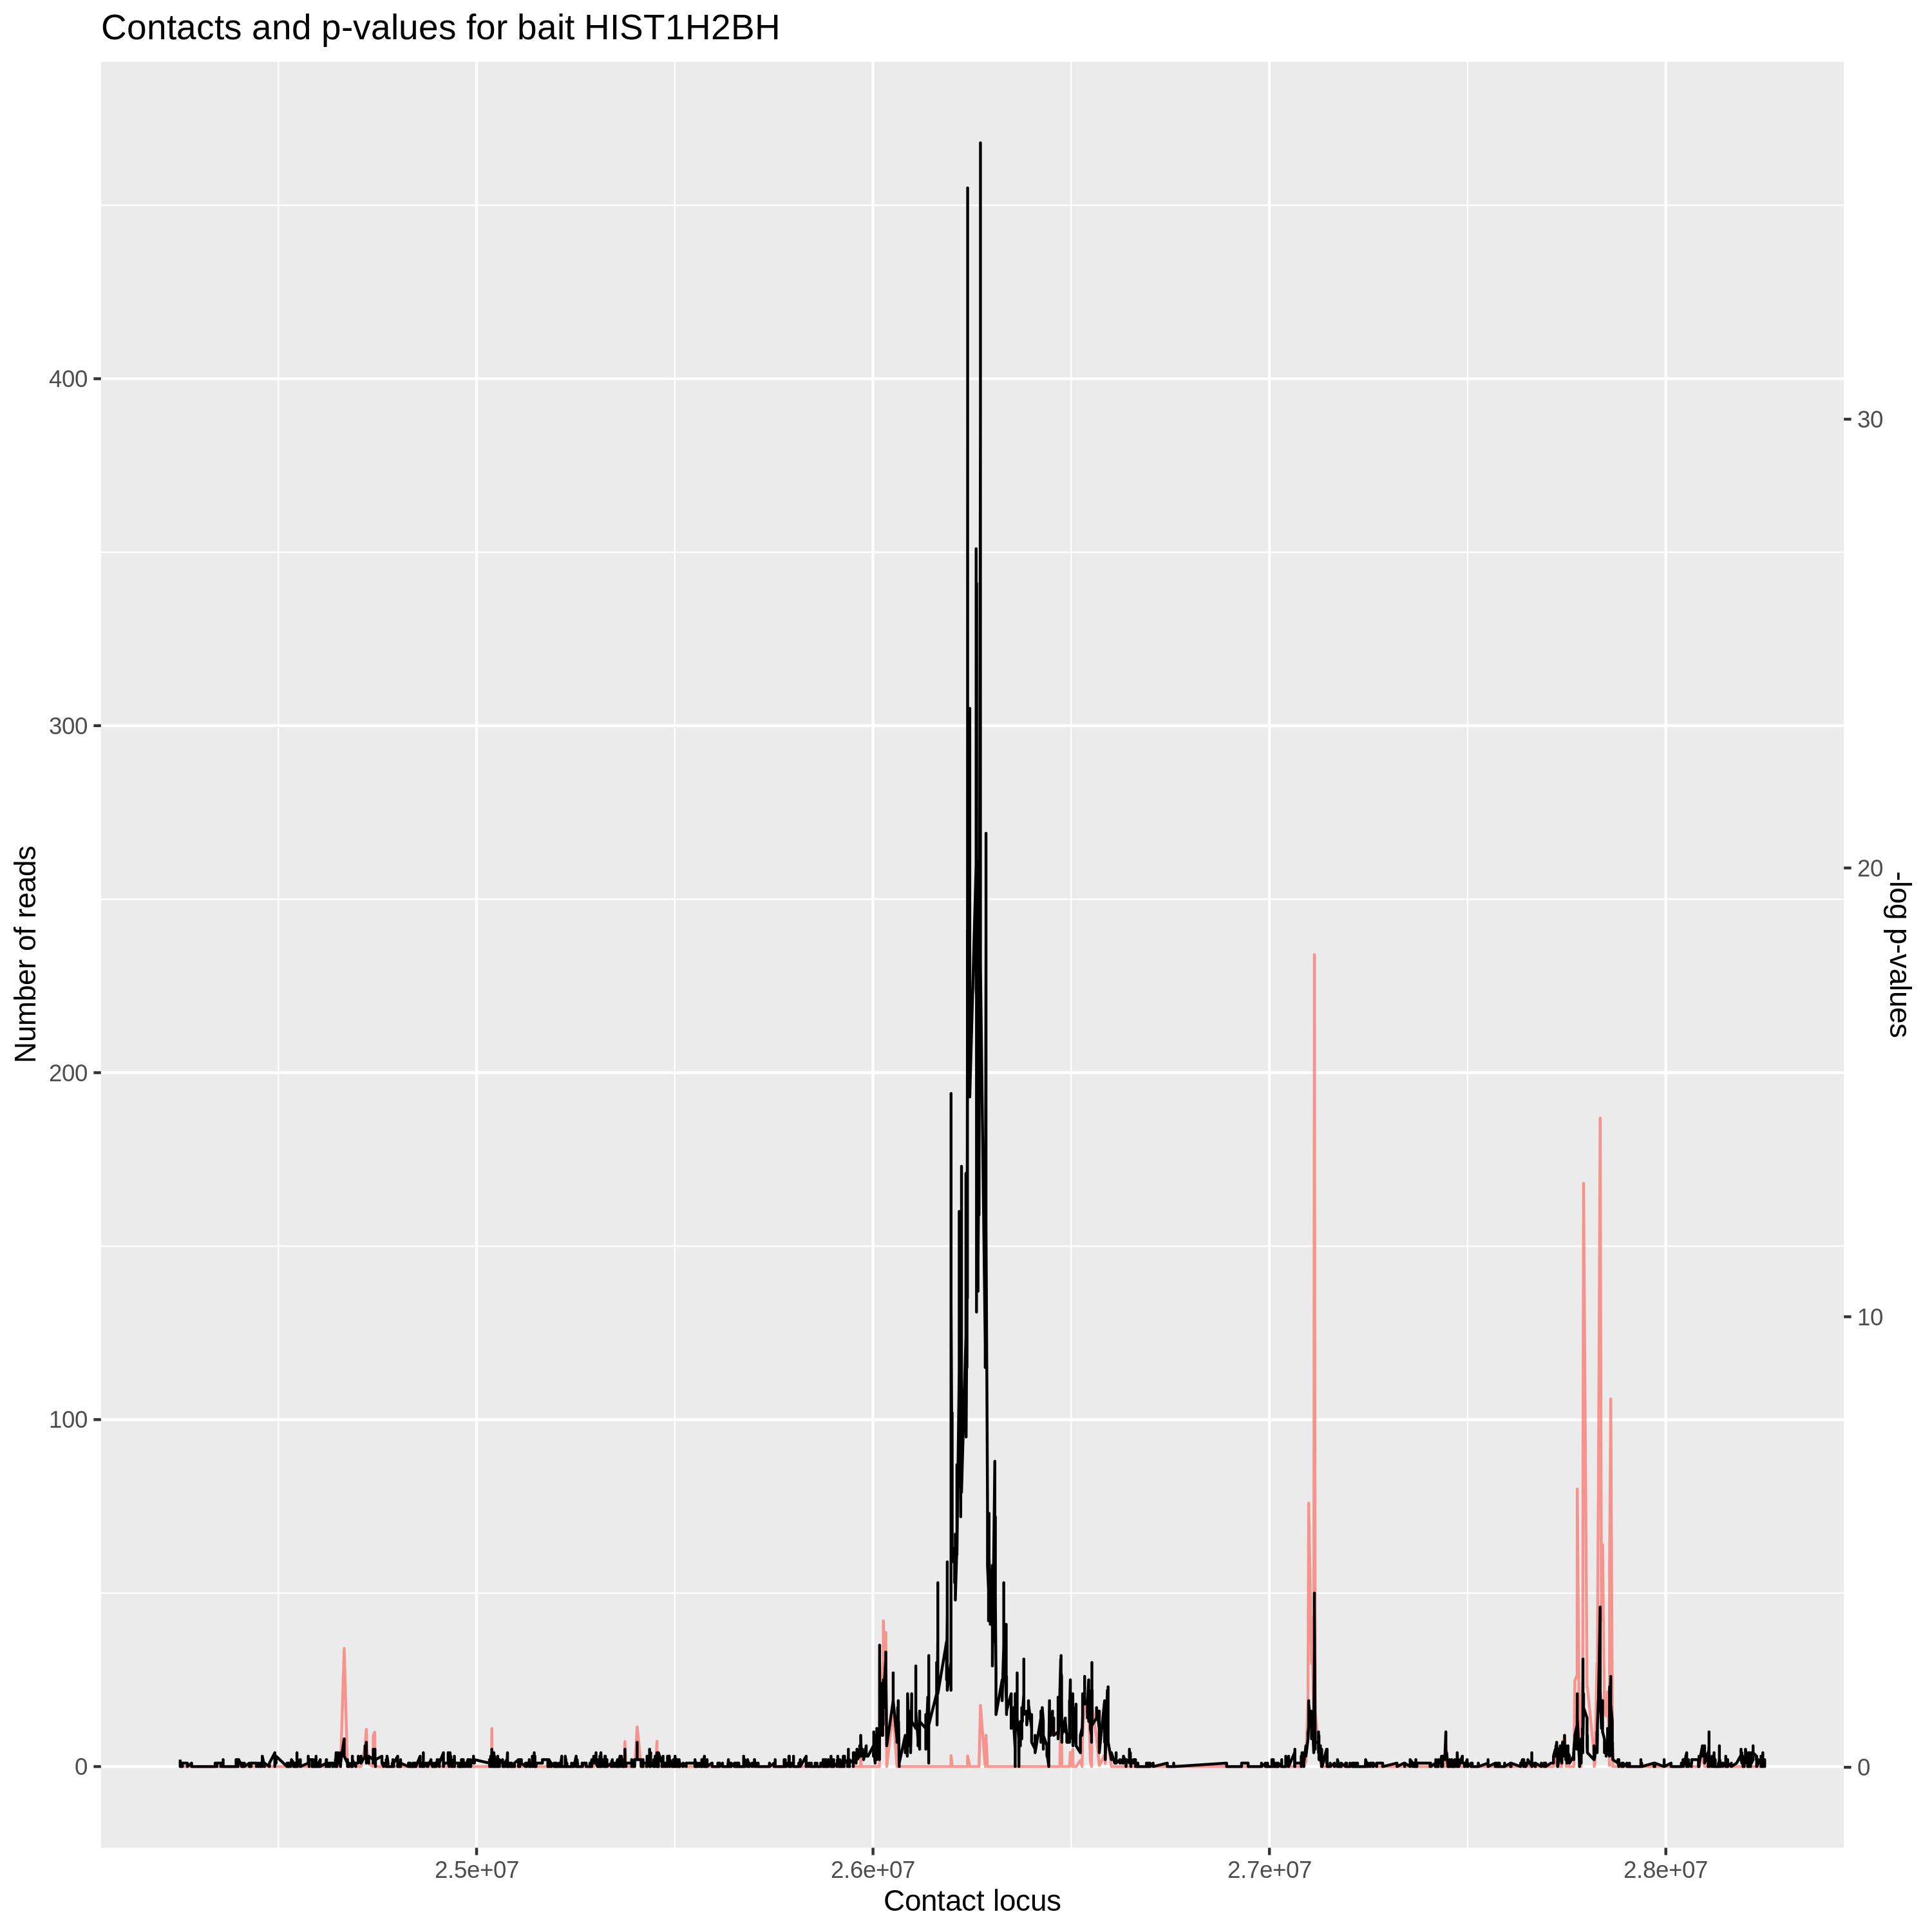 Contacts and p-values for bait HIST1H2BH
400
300
200
100
0
Number of reads
30
20
10
0
-log p-values
2.5e+07
2.6e+07
2.7e+07
2.8e+07
Contact locus